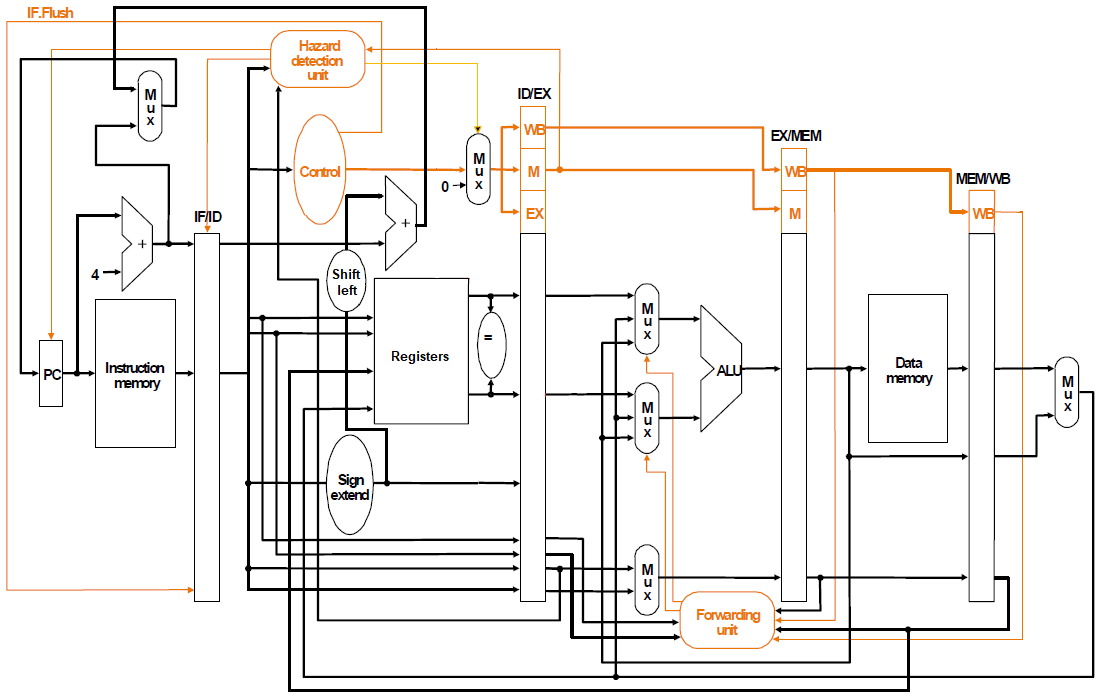 IF.Flush
Hazard
detection
unit
ID/EX
M
u
x
WB
EX/MEM
Control
M
u
x
0
M
WB
MEM/WB
IF/ID
EX
M
WB
+
+
4
Shift
left
M
u
x
=
PC
Instruction
memory
Registers
ALU
Data
memory
M
u
x
M
u
x
Sign
extend
M
u
x
Forwarding
unit